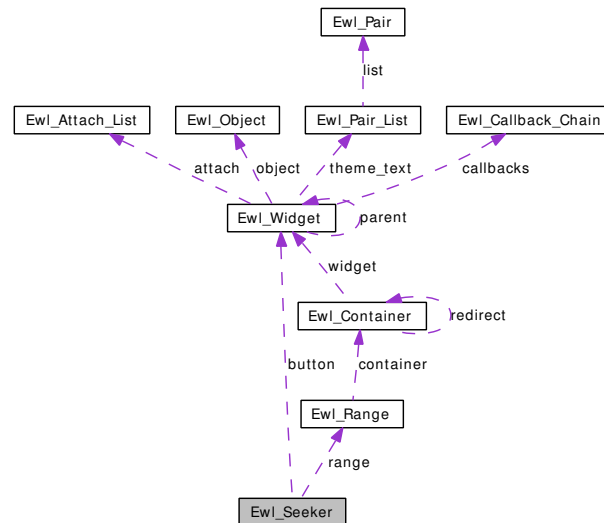 Ewl_Pair
list
Ewl_Attach_List
Ewl_Object
Ewl_Pair_List
Ewl_Callback_Chain
attach
object
theme_text
callbacks
Ewl_Widget
parent
widget
Ewl_Container
redirect
button
container
Ewl_Range
range
Ewl_Seeker